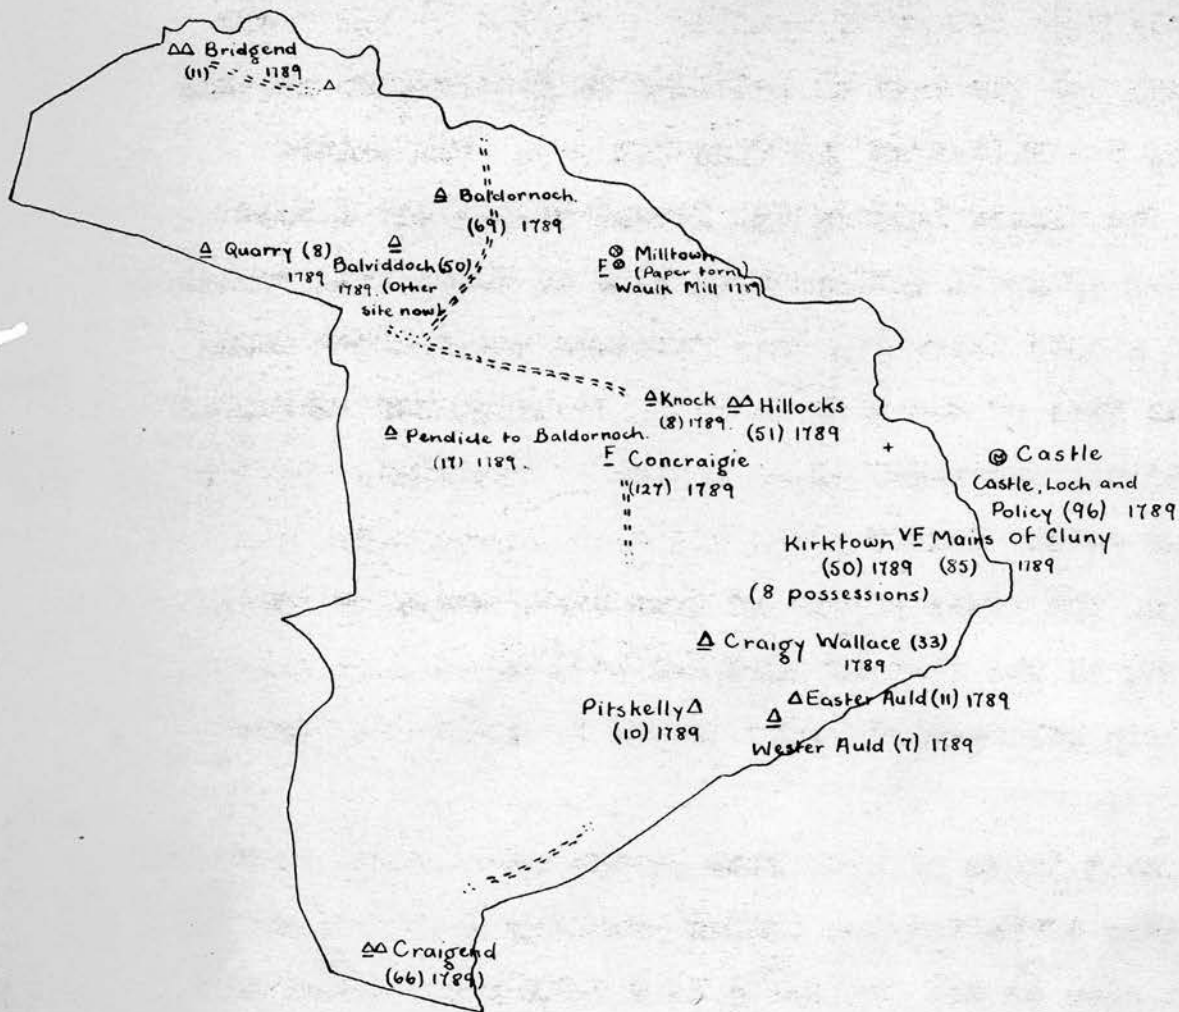 Bridgend
(11) 1789
Baldornoch.
(69) 1789
Quarry (8)
1789
Balviddoch (50)
1789. (Other
site now)
Milltown
(Paper torn)
F
Waulk Mill 1789
Knock
(8) 1789.
Hillocks
(51) 1789
Pendicle to Baldornoch.
(17) 1789.
F Concraigie
(127) 1789
+
Castle
Castle, Loch and
Policy (96) 1789
Kirktown VF Mains of Cluny
(50) 1789 (85) 1789
(8 possessions)
Craigy Wallace (33)
1789
Pitskelly
(10) 1789
Easter Auld (11) 1789
Wester Auld (7) 1789
Craigend
(66) 1789)